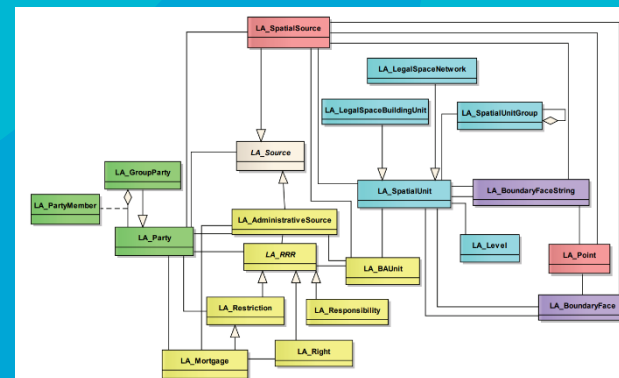 LA_SpatialSource
LA_LegalSpaceNetwork
LA_LegalSpaceBuildingUnit
LA_SpatialUnitGroup
LA_Source
LA_GroupParty
LA_PartyMember
LA_SpatialUnit
LA_BoundaryFaceString
LA_AdministrativeSource
LA_Party
LA_Level
LA_RRR
LA_BAUnit
LA_Point
LA_Restriction
LA_Responsibility
LA_BoundaryFace
LA_Mortgage
LA_Right